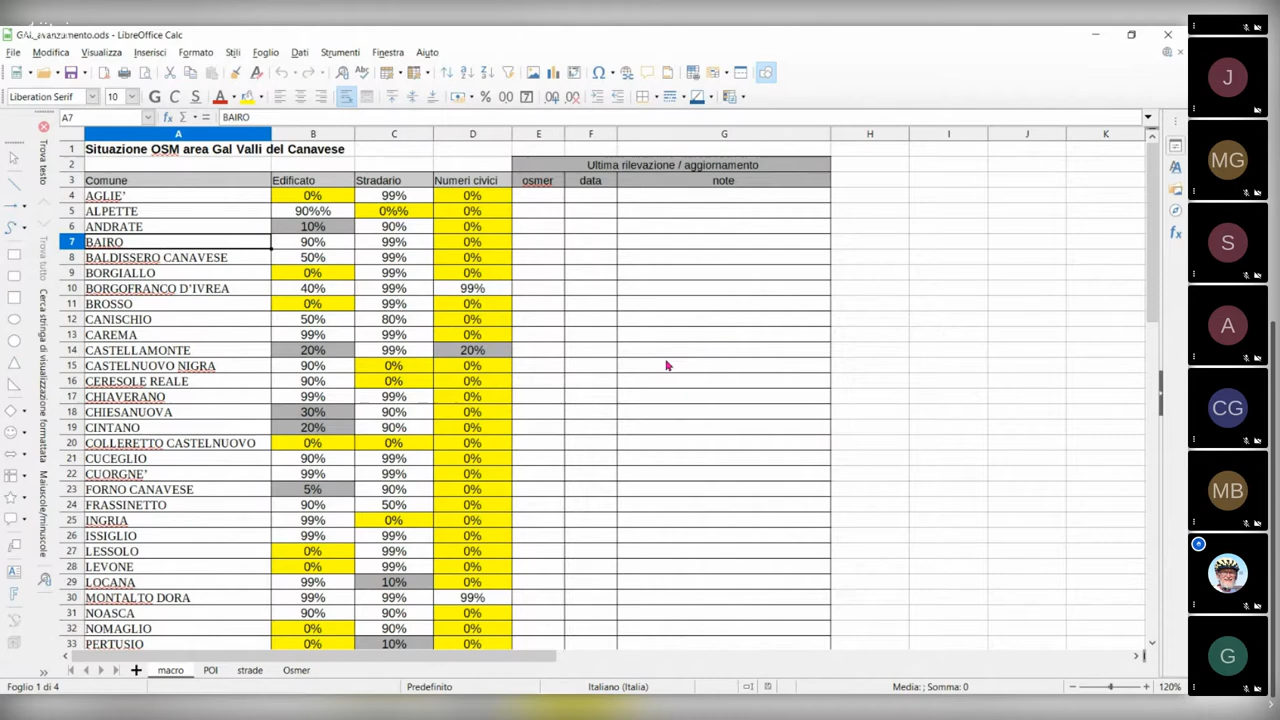 GAL_avanzamento.ods - LibreOffice Calc
File Modifica Visualizza Inserisci Formato Stili Foglio Dati Strumenti Finestra Aiuto
Liberation Serif 10
A7 BAIRO
A B C D E F G H I J K
1 Situazione OSM area Gal Valli del Canavese
2 Ultima rilevazione / aggiornamento
3 Comune Edificato Stradario Numeri civici osmer data note
4 AGLIE' 0% 99% 0%
5 ALPETTE 90%% 0%% 0%
6 ANDRATE 10% 90% 0%
7 BAIRO 90% 99% 0%
8 BALDISSERO CANAVESE 50% 99% 0%
9 BORGIALLO 0% 99% 0%
10 BORGOFRANCO D'IVREA 40% 99% 99%
11 BROSSO 0% 99% 0%
12 CANISCHIO 50% 80% 0%
13 CAREMA 99% 99% 0%
14 CASTELLAMONTE 20% 99% 20%
15 CASTELNUOVO NIGRA 90% 0% 0%
16 CERESOLE REALE 90% 0% 0%
17 CHIAVERANO 99% 99% 0%
18 CHIESANUOVA 30% 90% 0%
19 CINTANO 20% 90% 0%
20 COLLERETTO CASTELNUOVO 0% 0% 0%
21 CUCEGLIO 90% 99% 0%
22 CUORGNE' 99% 99% 0%
23 FORNO CANAVESE 5% 90% 0%
24 FRASSINETTO 90% 50% 0%
25 INGRIA 99% 0% 0%
26 ISSIGLIO 99% 99% 0%
27 LESSOLO 0% 99% 0%
28 LEVONE 0% 99% 0%
29 LOCANA 99% 10% 0%
30 MONTALTO DORA 99% 99% 99%
31 NOASCA 90% 90% 0%
32 NOMAGLIO 0% 90% 0%
33 PERTUSIO 0% 10% 0%
macro POI strade Osmer
Foglio 1 di 4 Predefinito Italiano (Italia) Media: ; Somma: 0 120%
Trova testo
Trova tutto
Cerca stringa di visualizzazione formattata
Maiuscole/minuscole
J
MG
S
A
CG
MB
G